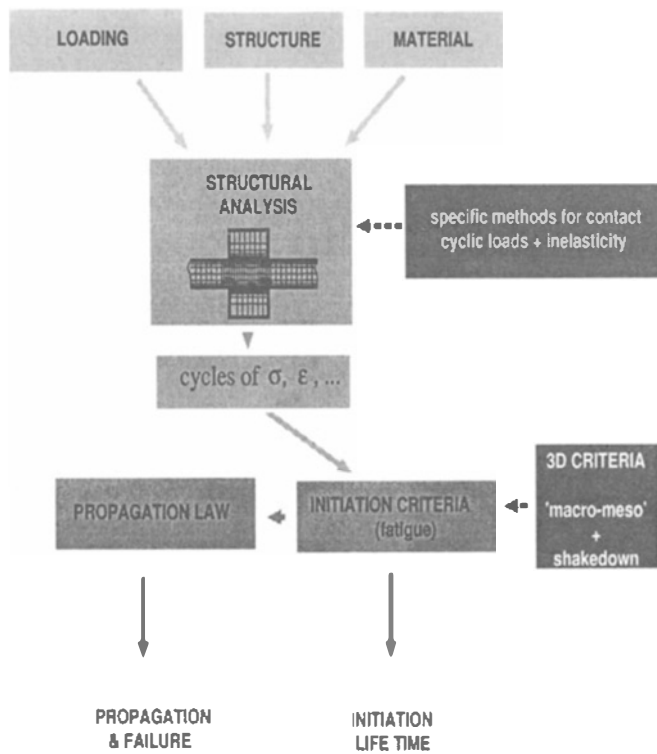 LOADING
STRUCTURE
MATERIAL
STRUCTURAL
ANALYSIS
specific methods for contact
cyclic loads + inelasticity
cycles of σ, ε, ...
3D CRITERIA
'macro-meso'
+
shakedown
PROPAGATION LAW
INITIATION CRITERIA
(fatigue)
PROPAGATION
& FAILURE
INITIATION
LIFE TIME